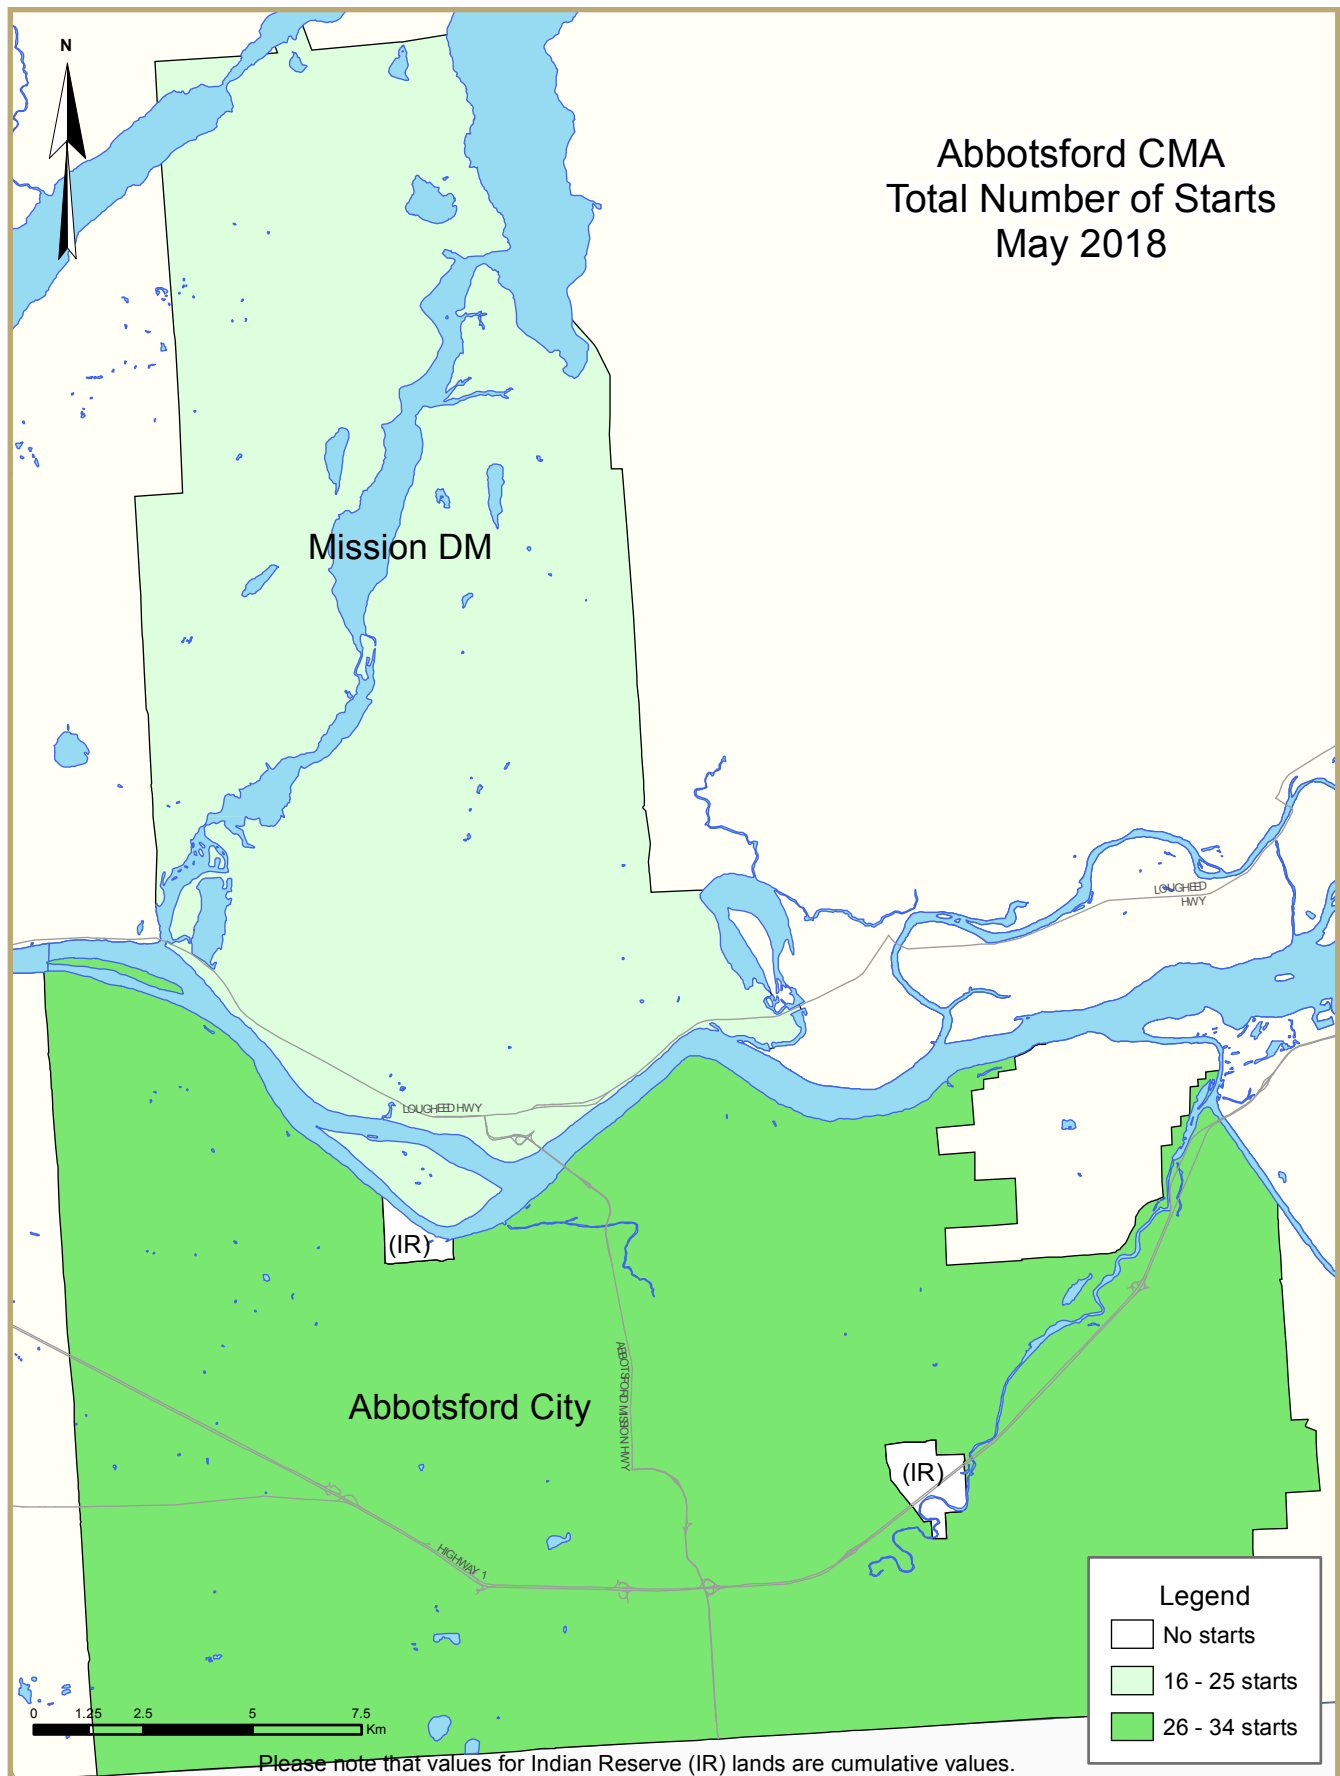 N
Abbotsford CMA
Total Number of Starts
May 2018
Mission DM
LOUGHEED
HWY
LOUGHEED HWY
(IR)
ABBOTSFORD MISSION HWY
Abbotsford City
(IR)
HIGHWAY 1
Legend
No starts
16 - 25 starts
26 - 34 starts
0 1.25 2.5 5 7.5
Km
Please note that values for Indian Reserve (IR) lands are cumulative values.